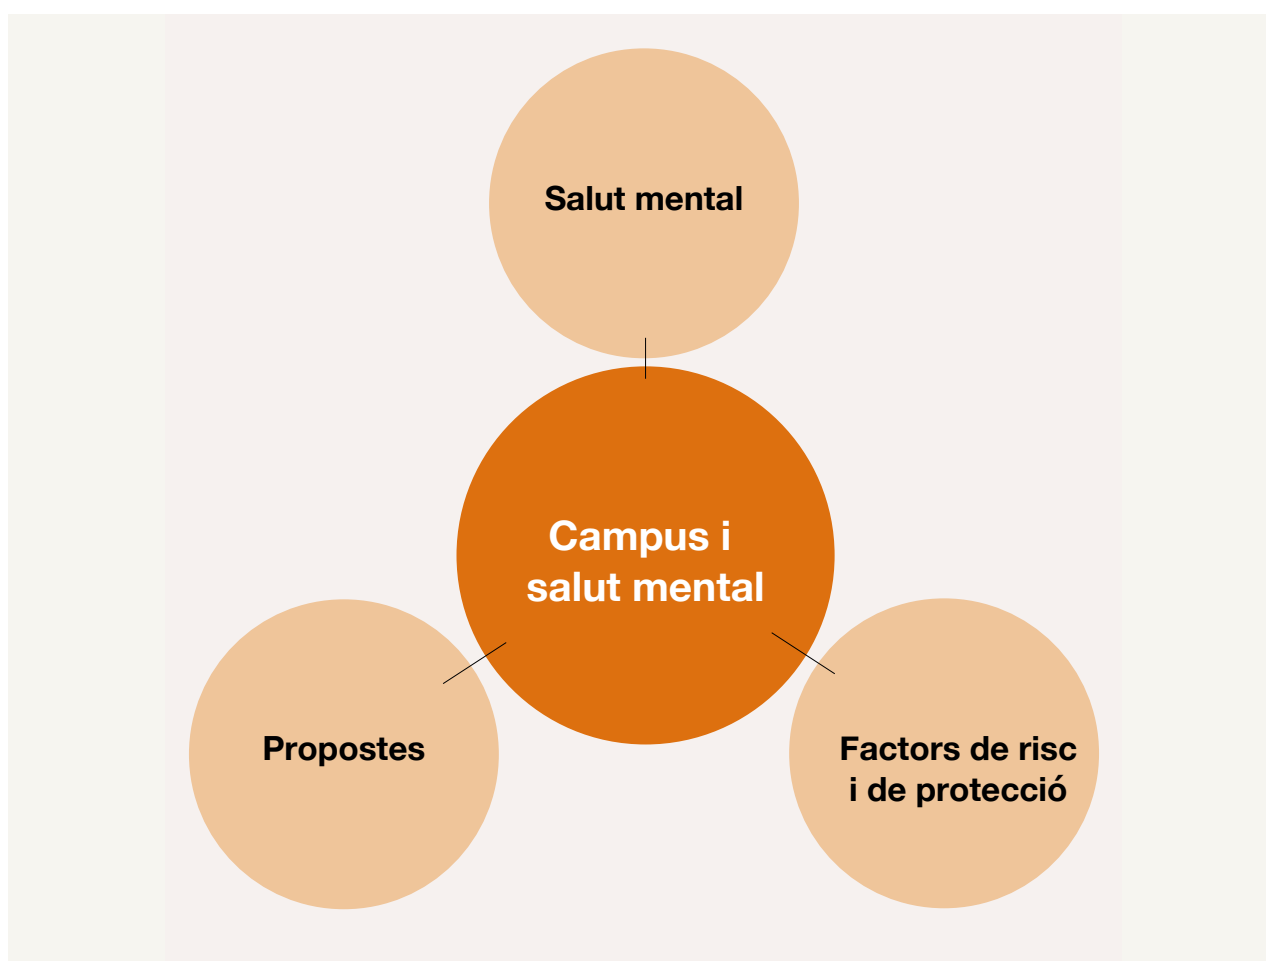 Salut mental
Campus i
salut mental
Propostes
Factors de risc
i de protecció